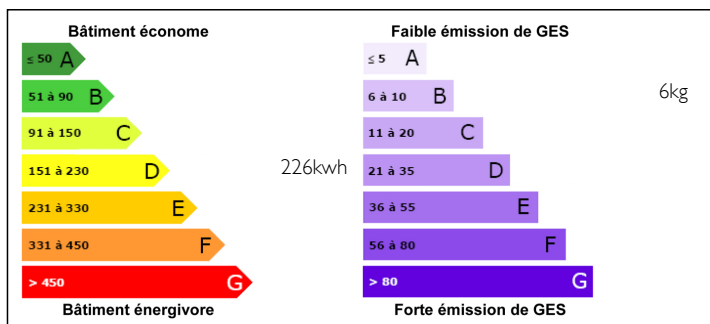 Bâtiment économe
≤ 50 A
51 à 90 B
91 à 150 C
151 à 230 D
226kwh
231 à 330 E
331 à 450 F
> 450 G
Bâtiment énergivore
Faible émission de GES
≤ 5 A
6 à 10 B
6kg
11 à 20 C
21 à 35 D
36 à 55 E
56 à 80 F
> 80 G
Forte émission de GES